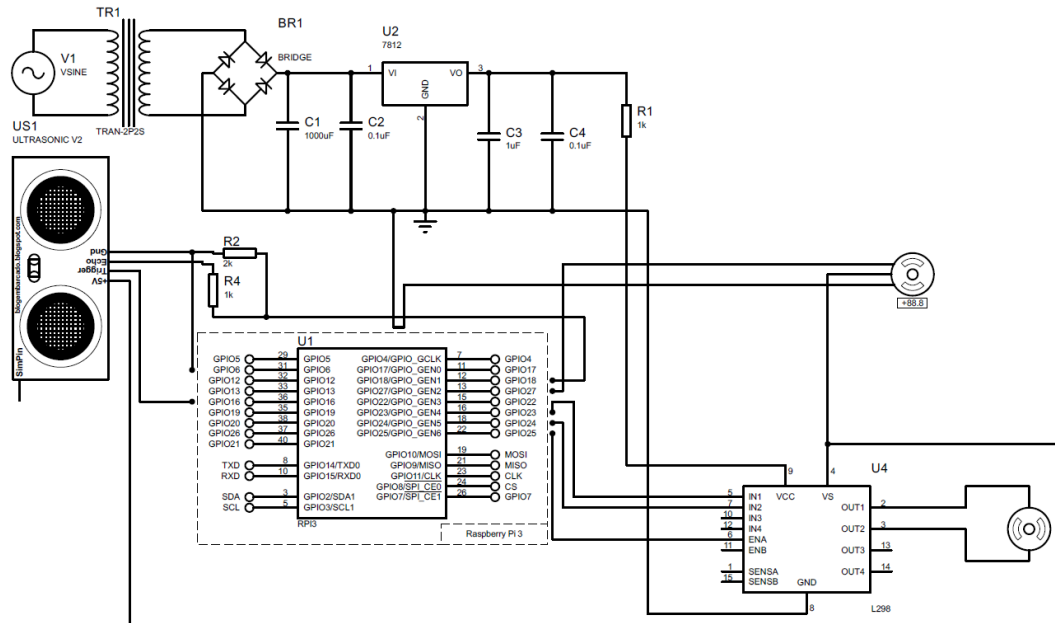 TR1
BR1
U2
7812
V1
VSINE
BRIDGE
1
VI
VO
3
GND
2
R1
1k
C1
1000uF
C2
0.1uF
C3
1uF
C4
0.1uF
TRAN-2P2S
US1
ULTRASONIC V2
blogembarcado.blogspot.com
SimPin
Gnd
Echo
Trigger
+5V
R2
2k
R4
1k
+88.8
U1
GPIO5 29 GPIO5 GPIO4/GPIO_GCLK 7 GPIO4
GPIO6 31 GPIO6 GPIO17/GPIO_GEN0 11 GPIO17
GPIO12 32 GPIO12 GPIO18/GPIO_GEN1 12 GPIO18
GPIO13 33 GPIO13 GPIO27/GPIO_GEN2 13 GPIO27
GPIO16 36 GPIO16 GPIO22/GPIO_GEN3 15 GPIO22
GPIO19 35 GPIO19 GPIO23/GPIO_GEN4 16 GPIO23
GPIO20 38 GPIO20 GPIO24/GPIO_GEN5 18 GPIO24
GPIO26 37 GPIO26 GPIO25/GPIO_GEN6 22 GPIO25
GPIO21 40 GPIO21
GPIO10/MOSI 19 MOSI
TXD 8 GPIO14/TXD0 GPIO9/MISO 21 MISO
RXD 10 GPIO15/RXD0 GPIO11/CLK 23 CLK
GPIO8/SPI_CE0 24 CS
SDA 3 GPIO2/SDA1 GPIO7/SPI_CE1 26 GPIO7
SCL 5 GPIO3/SCL1
RPI3
Raspberry Pi 3
U4
9 4
VCC VS
5 IN1 OUT1 2
7 IN2 OUT2 3
10 IN3
12 IN4
6 ENA OUT3 13
11 ENB
1 SENSA OUT4 14
15 SENSB
GND
8
L298